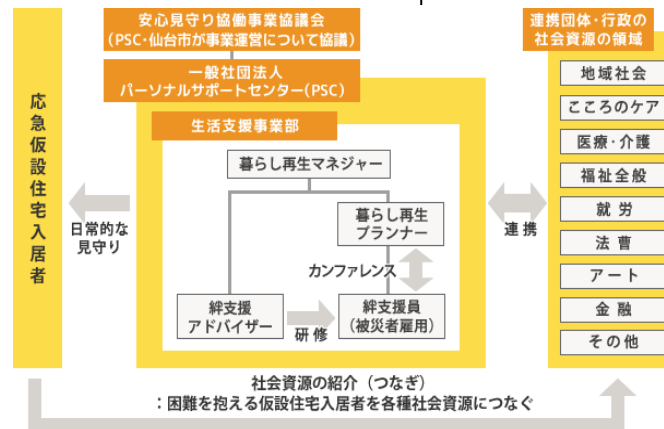 安心見守り協働事業協議会
(PSC・仙台市が事業運営について協議)
一般社団法人
パーソナルサポートセンター(PSC)
生活支援事業部
応急仮設住宅入居者
日常的な
見守り
暮らし再生マネジャー
暮らし再生
プランナー
カンファレンス
絆支援
アドバイザー
研修
絆支援員
(被災者雇用)
連携
連携団体・行政の
社会資源の領域
地域社会
こころのケア
医療・介護
福祉全般
就労
法曹
アート
金融
その他
社会資源の紹介（つなぎ）
：困難を抱える仮設住宅入居者を各種社会資源につなぐ